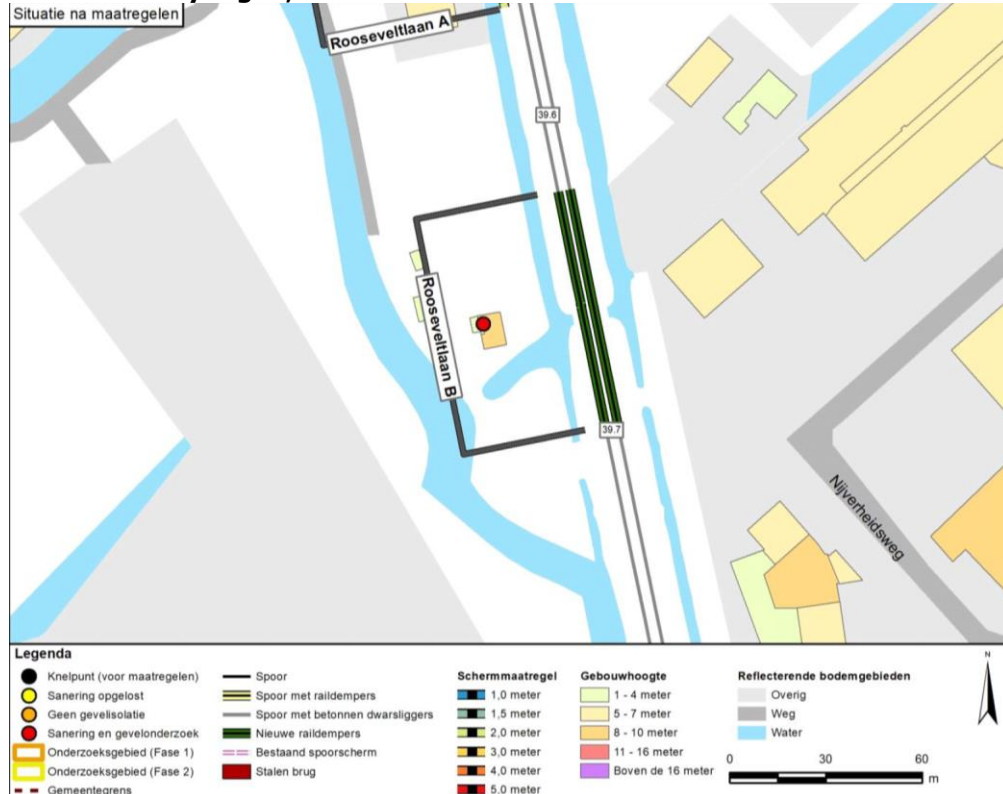 Situatie na maatregelen
Rooseveltlaan A
39.6
Rooseveltlaan B
39.7
Nijverheidsweg
Legenda
Knelpunt (voor maatregelen)
Sanering opgelost
Geen gevelisolatie
Sanering en gevelonderzoek
Onderzoeksgebied (Fase 1)
Onderzoeksgebied (Fase 2)
Gemeentegrens
Spoor
Spoor met raildempers
Spoor met betonnen dwarsliggers
Nieuwe raildempers
Bestaand spoorscherm
Stalen brug
Schermmaatregel
1,0 meter
1,5 meter
2,0 meter
3,0 meter
4,0 meter
5,0 meter
Gebouwhoogte
1 - 4 meter
5 - 7 meter
8 - 10 meter
11 - 16 meter
Boven de 16 meter
Reflecterende bodemgebieden
Overig
Weg
Water
N
0 30 60
m